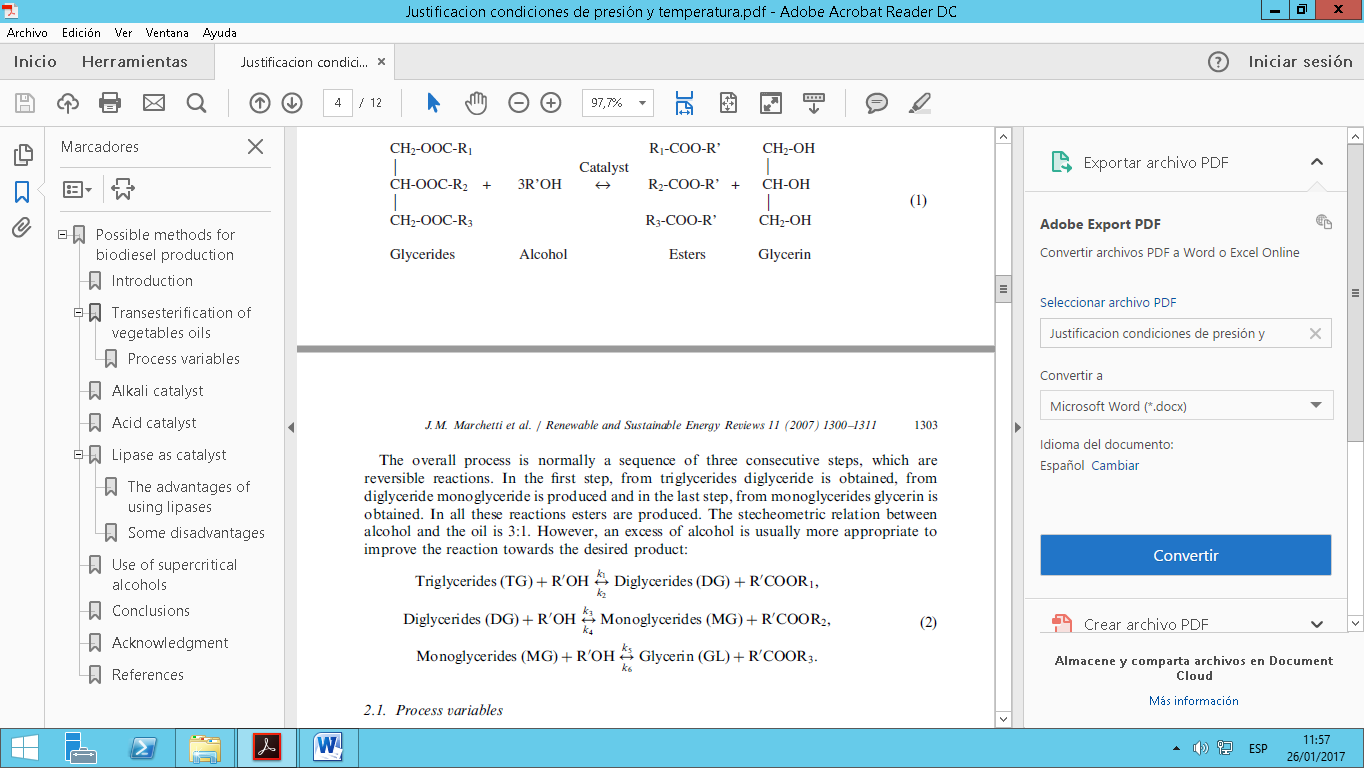 Justificacion condiciones de presión y temperatura.pdf - Adobe Acrobat Reader DC
Archivo Edición Ver Ventana Ayuda
Inicio Herramientas Justificacion condici... × ? Iniciar sesión
4 / 12 97,7%
Marcadores
Possible methods for
biodiesel production
Introduction
Transesterification of
vegetables oils
Process variables
Alkali catalyst
Acid catalyst
Lipase as catalyst
The advantages of
using lipases
Some disadvantages
Use of supercritical
alcohols
Conclusions
Acknowledgment
References
CH₂-OOC-R₁ R₁-COO-R’ CH₂-OH
| Catalyst |
CH-OOC-R₂ + 3R’OH ↔ R₂-COO-R’ + CH-OH
| | (1)
CH₂-OOC-R₃ R₃-COO-R’ CH₂-OH
Glycerides Alcohol Esters Glycerin
J.M. Marchetti et al. / Renewable and Sustainable Energy Reviews 11 (2007) 1300–1311 1303
The overall process is normally a sequence of three consecutive steps, which are
reversible reactions. In the first step, from triglycerides diglyceride is obtained, from
diglyceride monoglyceride is produced and in the last step, from monoglycerides glycerin is
obtained. In all these reactions esters are produced. The stecheometric relation between
alcohol and the oil is 3:1. However, an excess of alcohol is usually more appropriate to
improve the reaction towards the desired product:
Triglycerides (TG) + R′OH k₁ ↔ k₂ Diglycerides (DG) + R′COOR₁,
Diglycerides (DG) + R′OH k₃ ↔ k₄ Monoglycerides (MG) + R′COOR₂, (2)
Monoglycerides (MG) + R′OH k₅ ↔ k₆ Glycerin (GL) + R′COOR₃.
2.1. Process variables
Exportar archivo PDF
Adobe Export PDF
Convertir archivos PDF a Word o Excel Online
Seleccionar archivo PDF
Justificacion condiciones de presión y
Convertir a
Microsoft Word (*.docx)
Idioma del documento:
Español Cambiar
Convertir
Crear archivo PDF
Almacene y comparta archivos en Document
Cloud
Más información
ESP
11:57
26/01/2017